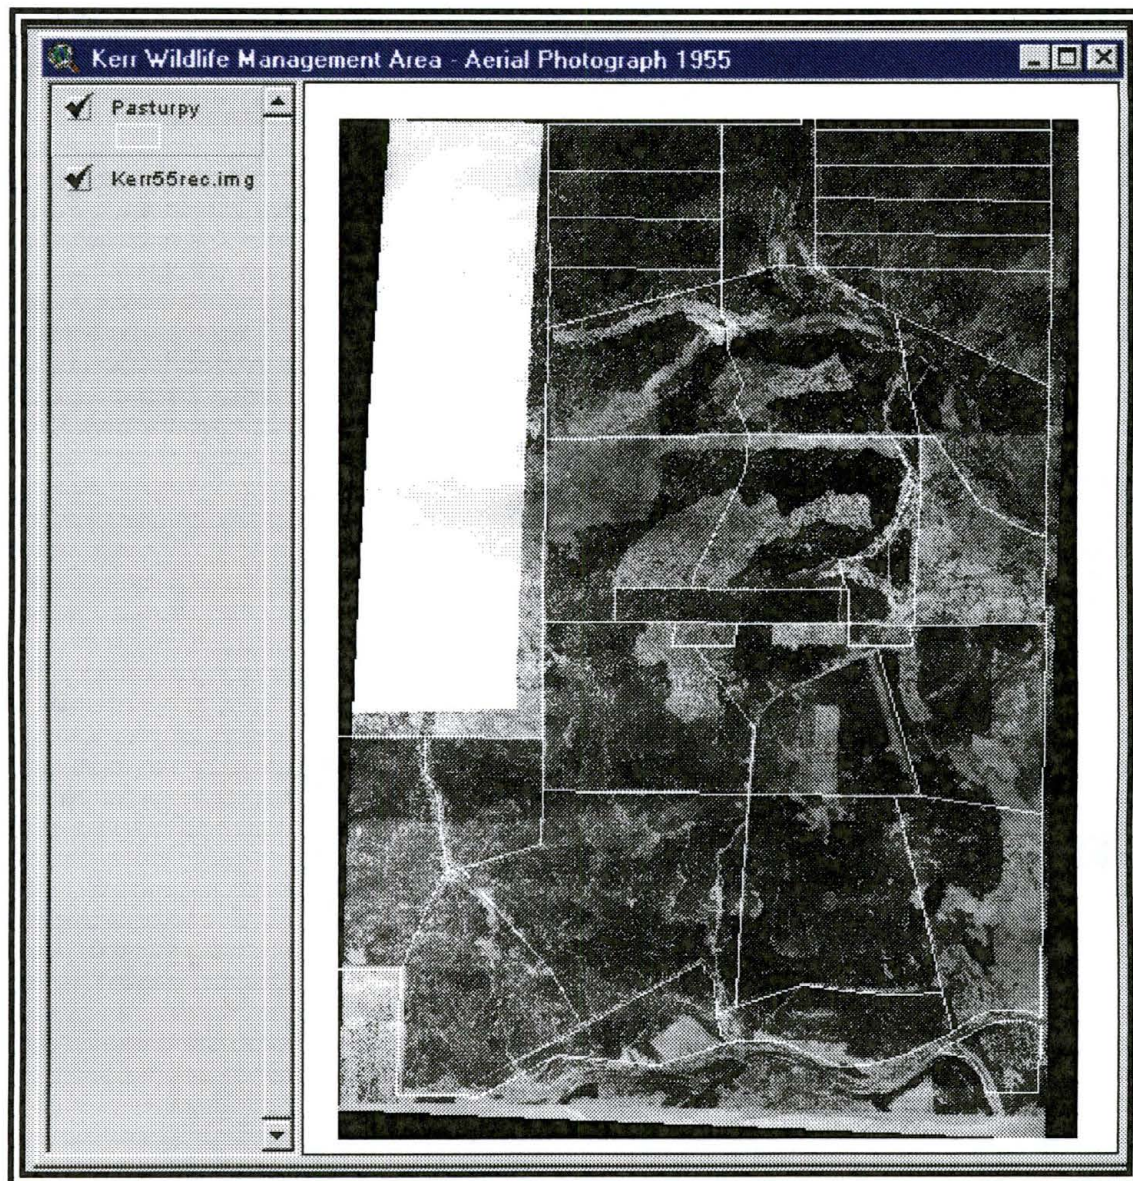 Kerr Wildlife Management Area - Aerial Photograph 1955
Pasturpy
Kerr55rec.img